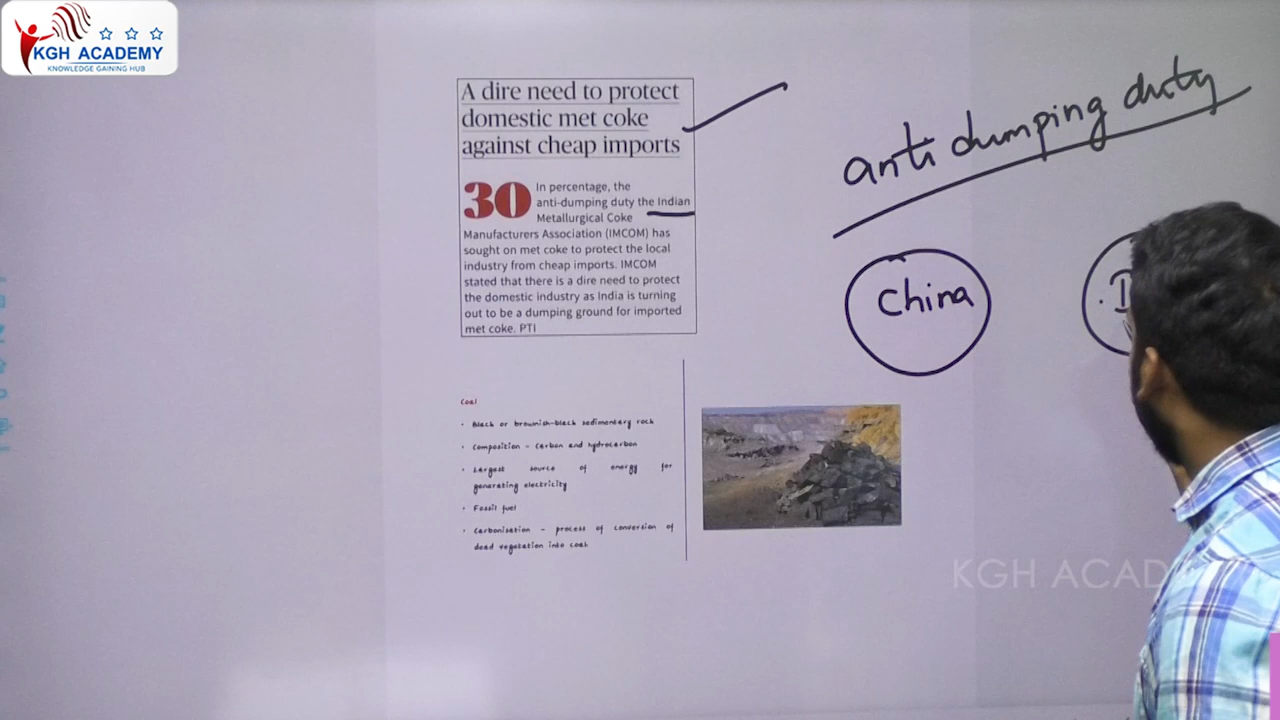 KGH ACADEMY
KNOWLEDGE GAINING HUB
A dire need to protect
domestic met coke
against cheap imports
30
In percentage, the
anti-dumping duty the Indian
Metallurgical Coke
Manufacturers Association (IMCOM) has
sought on met coke to protect the local
industry from cheap imports. IMCOM
stated that there is a dire need to protect
the domestic industry as India is turning
out to be a dumping ground for imported
met coke. PTI
anti dumping duty
China
Coal
• Black or brownish-black sedimentary rock
• Composition – Carbon and hydrocarbon
• Largest source of energy for
generating electricity
• Fossil fuel
• Carbonisation – process of conversion of
dead vegetation into coal
KGH ACAD